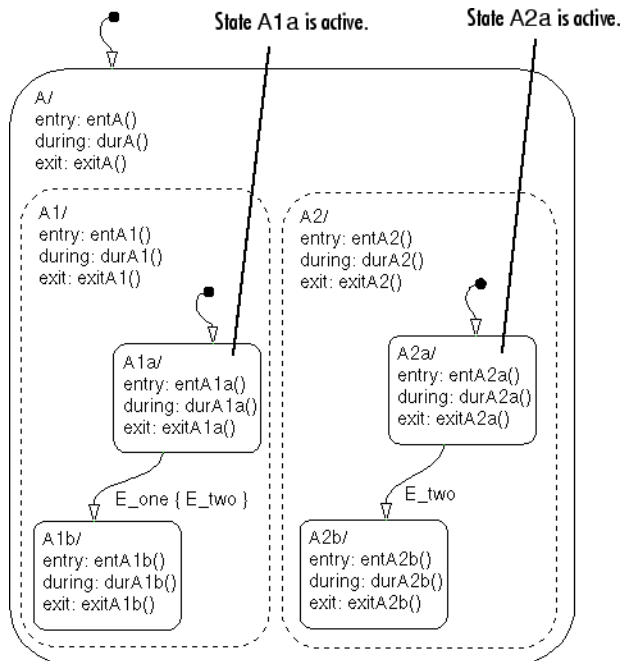 State A1a is active.
State A2a is active.
A/
entry: entA()
during: durA()
exit: exitA()
A1/
entry: entA1()
during: durA1()
exit: exitA1()
A2/
entry: entA2()
during: durA2()
exit: exitA2()
A1a/
entry: entA1a()
during: durA1a()
exit: exitA1a()
A2a/
entry: entA2a()
during: durA2a()
exit: exitA2a()
E_one { E_two }
E_two
A1b/
entry: entA1b()
during: durA1b()
exit: exitA1b()
A2b/
entry: entA2b()
during: durA2b()
exit: exitA2b()